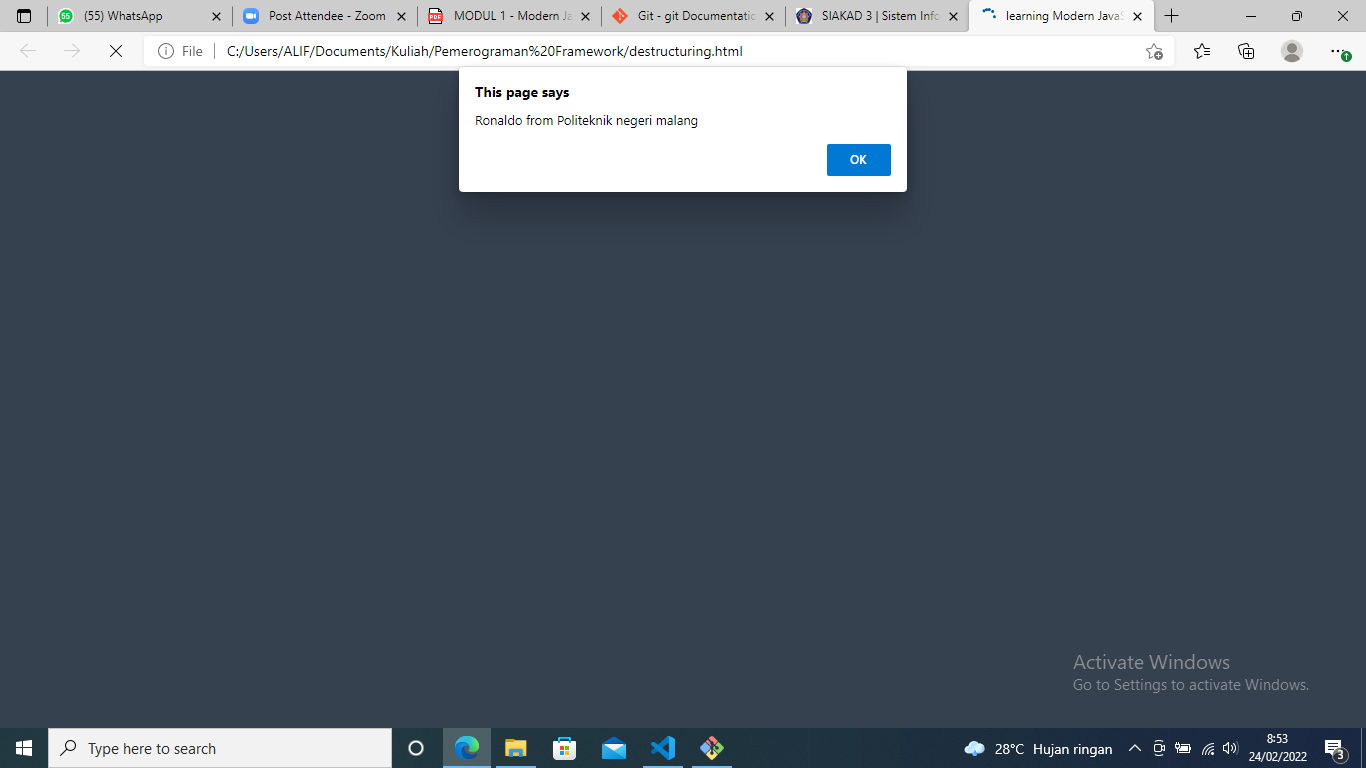 55 (55) WhatsApp
Post Attendee - Zoom
PDF MODUL 1 - Modern Ja
Git - git Documentatio
SIAKAD 3 | Sistem Info
learning Modern JavaS
File C:/Users/ALIF/Documents/Kuliah/Pemerograman%20Framework/destructuring.html
This page says
Ronaldo from Politeknik negeri malang
OK
Activate Windows
Go to Settings to activate Windows.
Type here to search
28°C Hujan ringan
8:53
24/02/2022
3